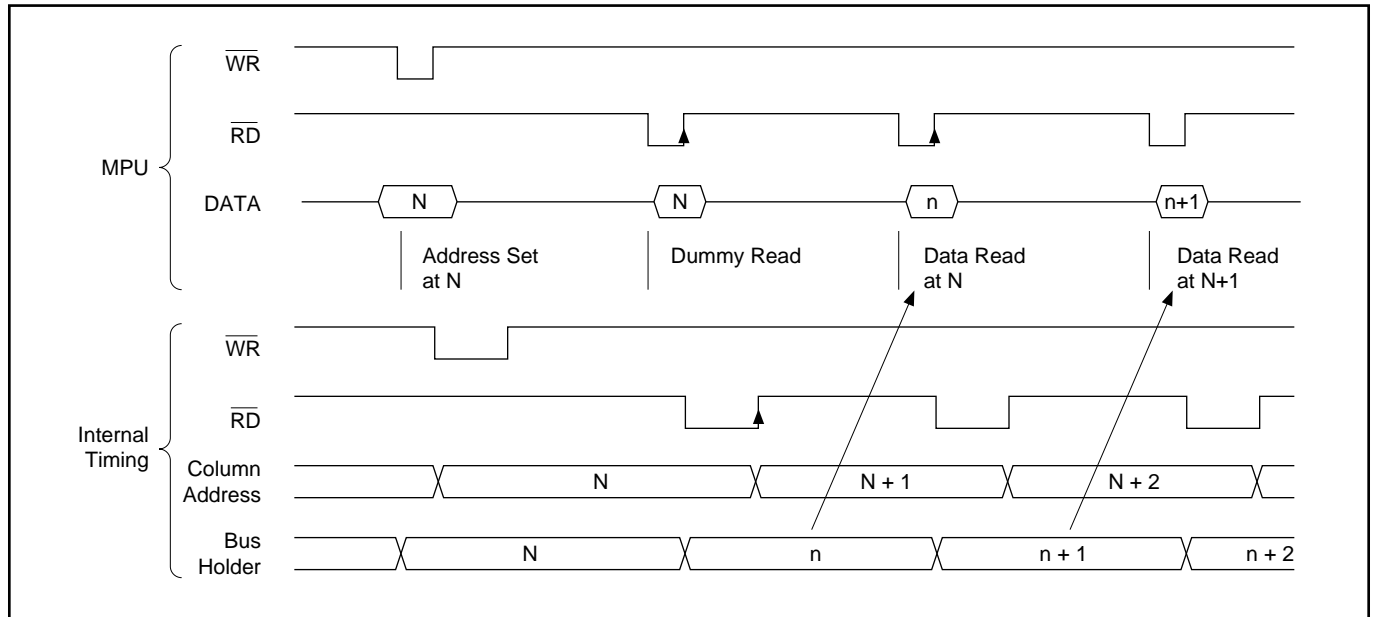 MPU
WR
RD
DATA
N
N
n
n+1
Address Set
at N
Dummy Read
Data Read
at N
Data Read
at N+1
Internal
Timing
WR
RD
Column
Address
N
N + 1
N + 2
Bus
Holder
N
n
n + 1
n + 2